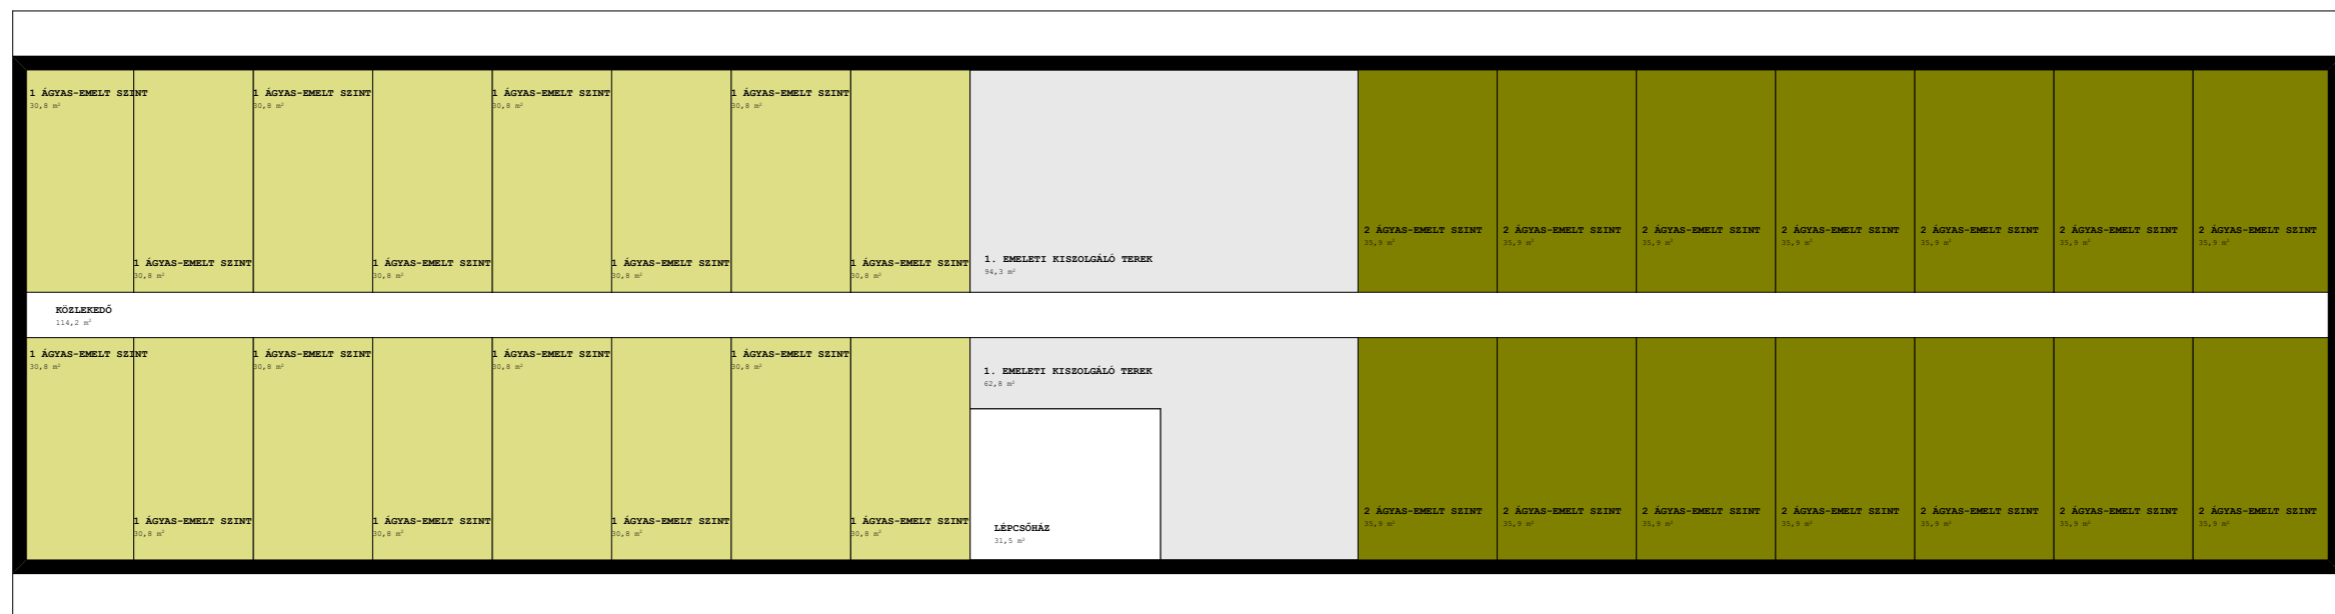 1 ÁGYAS-EMELT SZINT
30,8 m²
1 ÁGYAS-EMELT SZINT
30,8 m²
1 ÁGYAS-EMELT SZINT
30,8 m²
1 ÁGYAS-EMELT SZINT
30,8 m²
2 ÁGYAS-EMELT SZINT
35,9 m²
2 ÁGYAS-EMELT SZINT
35,9 m²
2 ÁGYAS-EMELT SZINT
35,9 m²
2 ÁGYAS-EMELT SZINT
35,9 m²
2 ÁGYAS-EMELT SZINT
35,9 m²
2 ÁGYAS-EMELT SZINT
35,9 m²
2 ÁGYAS-EMELT SZINT
35,9 m²
1 ÁGYAS-EMELT SZINT
30,8 m²
1 ÁGYAS-EMELT SZINT
30,8 m²
1 ÁGYAS-EMELT SZINT
30,8 m²
1 ÁGYAS-EMELT SZINT
30,8 m²
1. EMELETI KISZOLGÁLÓ TEREK
94,3 m²
KÖZLEKEDŐ
114,2 m²
1 ÁGYAS-EMELT SZINT
30,8 m²
1 ÁGYAS-EMELT SZINT
30,8 m²
1 ÁGYAS-EMELT SZINT
30,8 m²
1 ÁGYAS-EMELT SZINT
30,8 m²
1. EMELETI KISZOLGÁLÓ TEREK
62,8 m²
1 ÁGYAS-EMELT SZINT
30,8 m²
1 ÁGYAS-EMELT SZINT
30,8 m²
1 ÁGYAS-EMELT SZINT
30,8 m²
1 ÁGYAS-EMELT SZINT
30,8 m²
LÉPCSŐHÁZ
31,5 m²
2 ÁGYAS-EMELT SZINT
35,9 m²
2 ÁGYAS-EMELT SZINT
35,9 m²
2 ÁGYAS-EMELT SZINT
35,9 m²
2 ÁGYAS-EMELT SZINT
35,9 m²
2 ÁGYAS-EMELT SZINT
35,9 m²
2 ÁGYAS-EMELT SZINT
35,9 m²
2 ÁGYAS-EMELT SZINT
35,9 m²